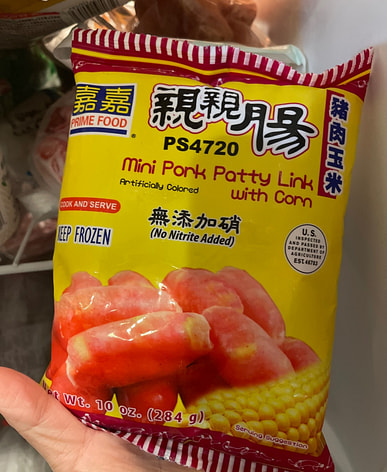 嘉嘉
PRIME FOOD
®
親親腸
PS4720
豬肉玉米
Mini Pork Patty Link
with Corn
Artificially Colored
COOK AND SERVE
無添加硝
(No Nitrite Added)
KEEP FROZEN
U.S.
INSPECTED
AND PASSED BY
DEPARTMENT OF
AGRICULTURE
Net Wt. 10 oz. (284 g)
Serving Suggestion